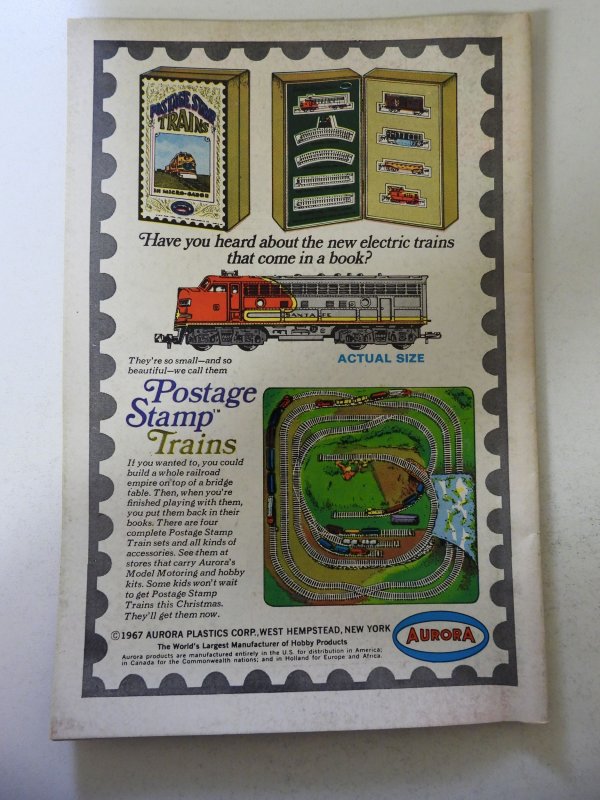 POSTAGE STAMP
TRAINS
IN MICRO-GAUGE
Have you heard about the new electric trains
that come in a book?
SANTA FE
They're so small—and so
beautiful—we call them
ACTUAL SIZE
Postage
Stamp™
Trains
If you wanted to, you could
build a whole railroad
empire on top of a bridge
table. Then, when you're
finished playing with them,
you put them back in their
books. There are four
complete Postage Stamp
Train sets and all kinds of
accessories. See them at
stores that carry Aurora's
Model Motoring and hobby
kits. Some kids won't wait
to get Postage Stamp
Trains this Christmas.
They'll get them now.
©1967 AURORA PLASTICS CORP., WEST HEMPSTEAD, NEW YORK
The World's Largest Manufacturer of Hobby Products
Aurora products are manufactured entirely in the U.S. for distribution in America;
in Canada for the Commonwealth nations; and in Holland for Europe and Africa.
AURORA